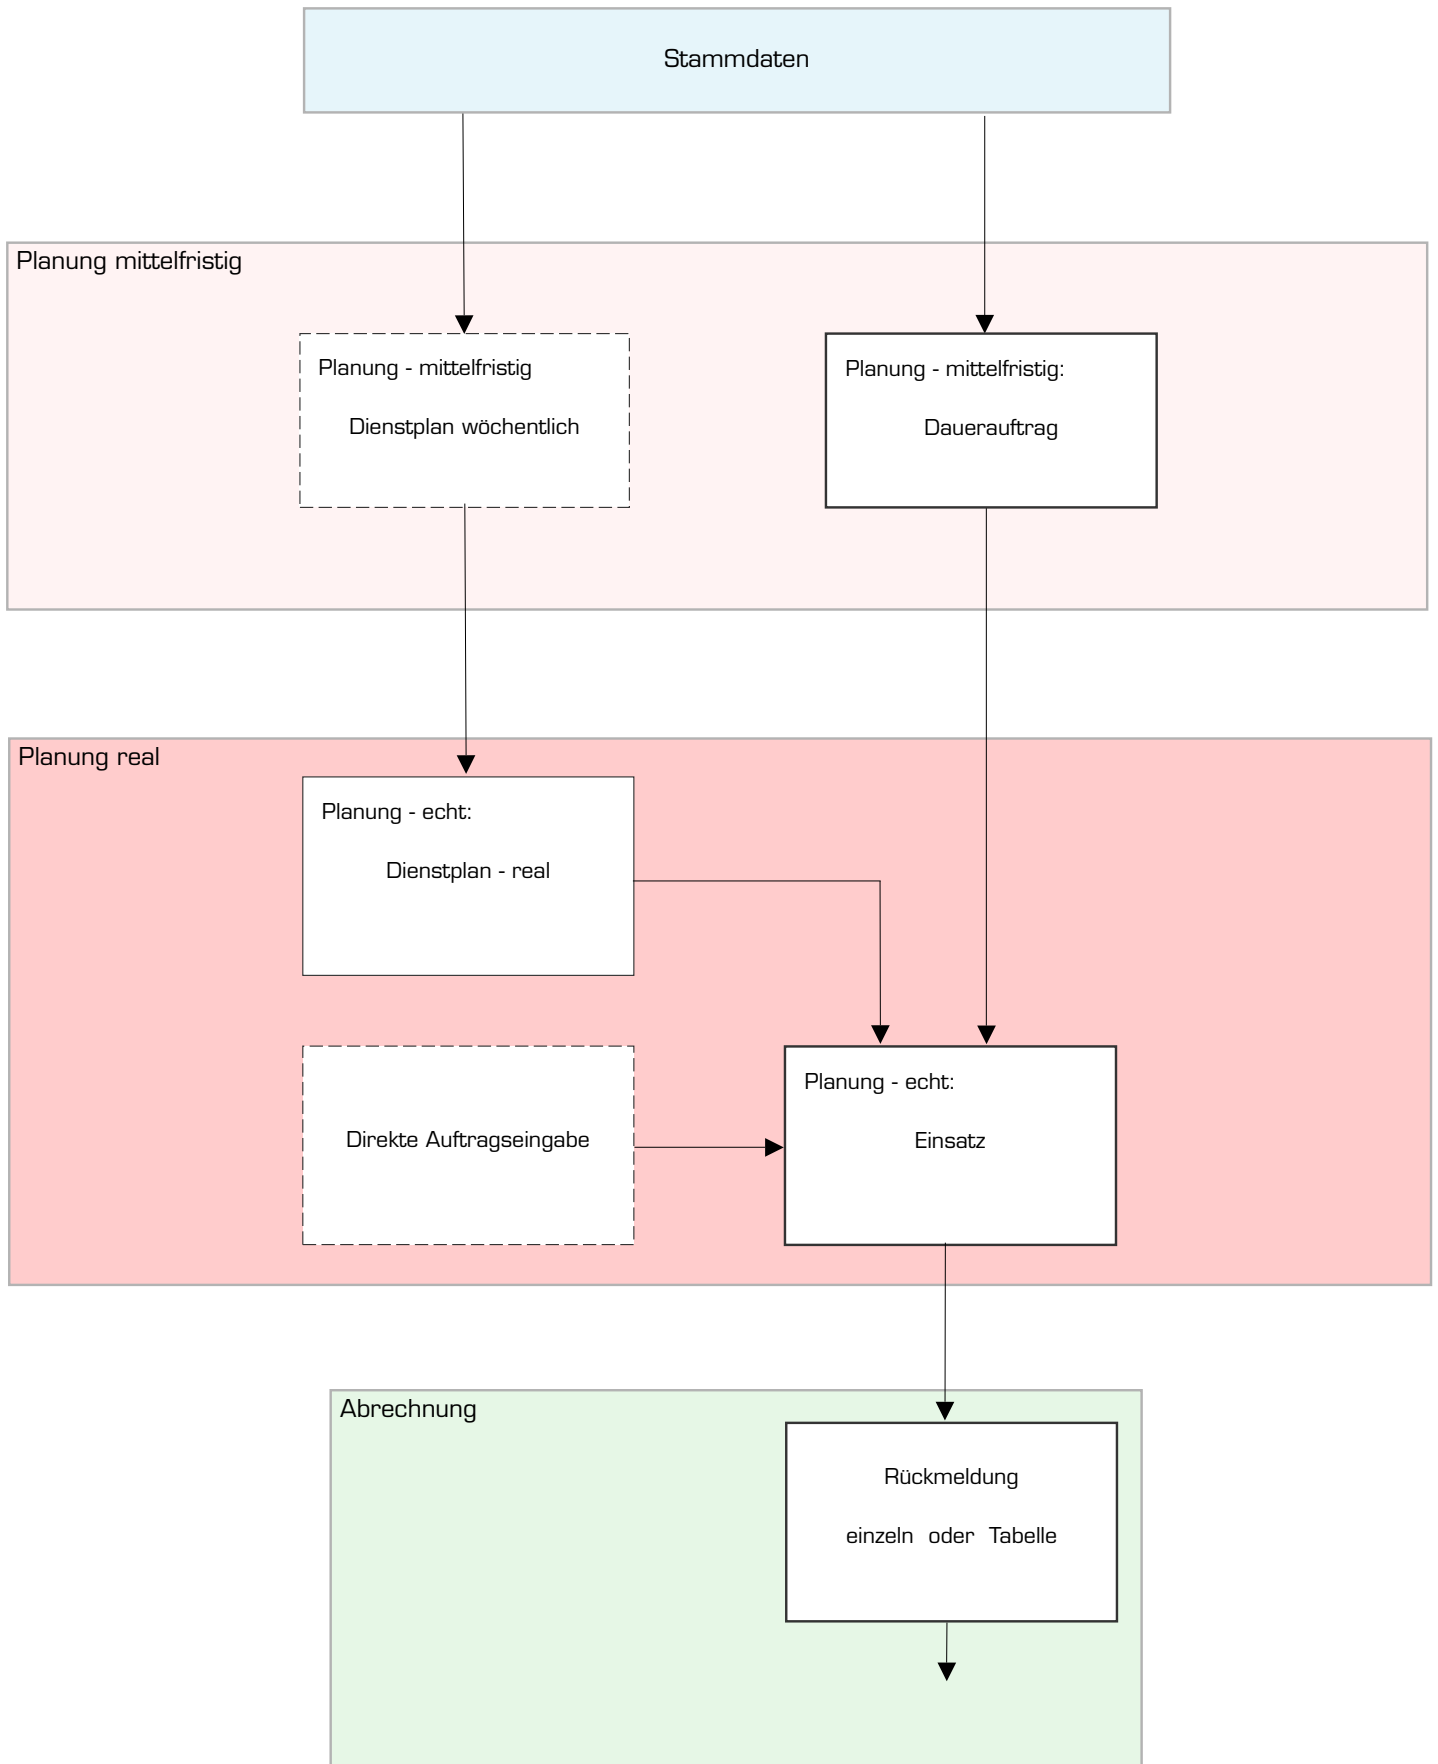 Stammdaten
Planung mittelfristig
Planung - mittelfristig
Dienstplan wöchentlich
Planung - mittelfristig:
Dauerauftrag
Planung real
Planung - echt:
Dienstplan - real
Direkte Auftragseingabe
Planung - echt:
Einsatz
Abrechnung
Rückmeldung
einzeln oder Tabelle